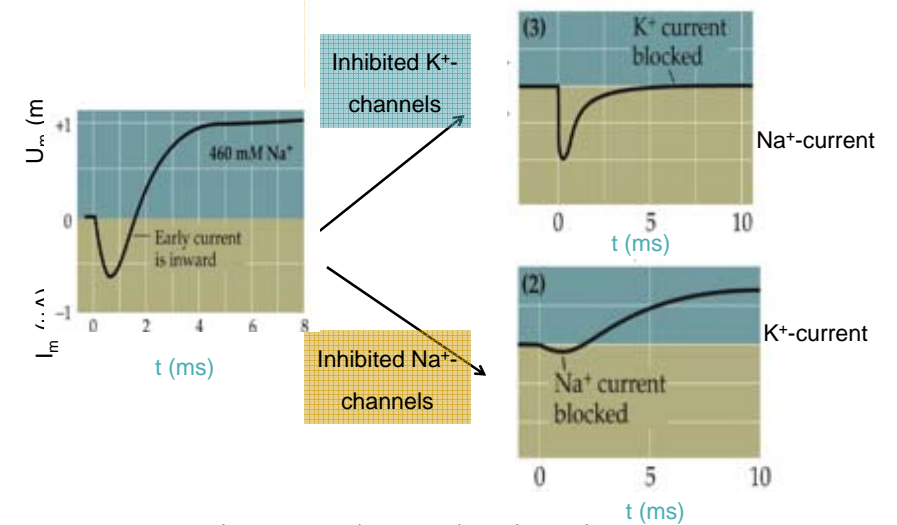 Uₘ (m
+1
0
−1
460 mM Na⁺
Early current
is inward
0 2 4 6 8
t (ms)
Inhibited K⁺-
channels
Inhibited Na⁺-
channels
(3)
K⁺ current
blocked
Na⁺-current
0 5 10
t (ms)
(2)
Na⁺ current
blocked
K⁺-current
0 5 10
t (ms)
Iₘ